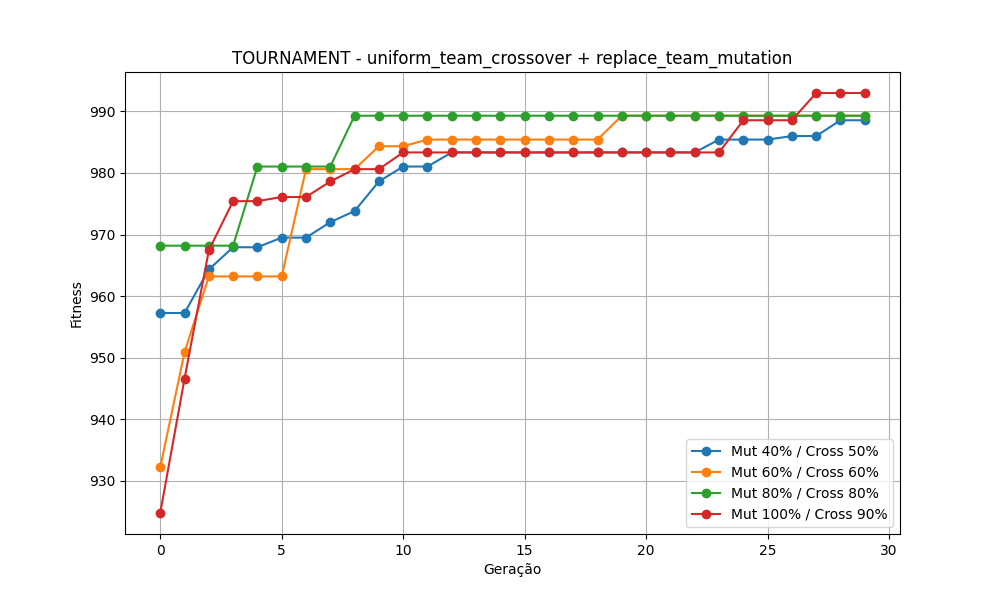 TOURNAMENT - uniform_team_crossover + replace_team_mutation
Fitness
990
980
970
960
950
940
930
0
5
10
15
20
25
30
Geração
Mut 40% / Cross 50%
Mut 60% / Cross 60%
Mut 80% / Cross 80%
Mut 100% / Cross 90%